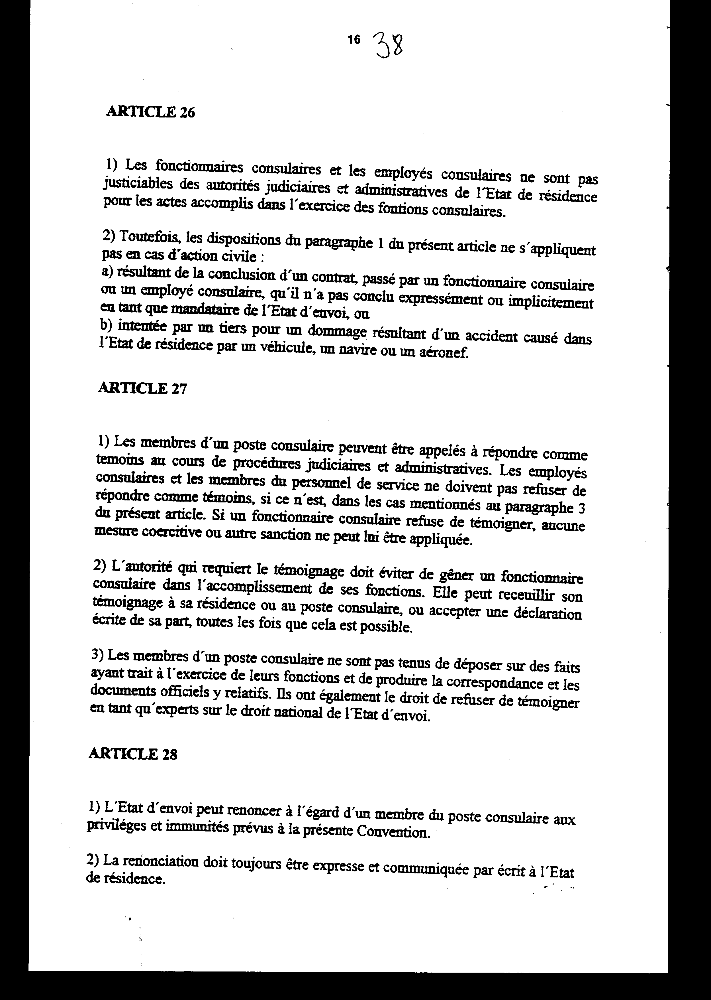 16 38
ARTICLE 26
1) Les fonctionnaires consulaires et les employés consulaires ne sont pas
justiciables des autorités judiciaires et administratives de l´Etat de résidence
pour les actes accomplis dans l´exercice des fontions consulaires.
2) Toutefois, les dispositions du paragraphe 1 du présent article ne s´appliquent
pas en cas d´action civile :
a) résultant de la conclusion d´un contrat, passé par un fonctionnaire consulaire
ou un employé consulaire, qu´il n´a pas conclu expressément ou implicitement
en tant que mandataire de l´Etat d´envoi, ou
b) intentée par un tiers pour un dommage résultant d´un accident causé dans
l´Etat de résidence par un véhicule, un navire ou un aéronef.
ARTICLE 27
1) Les membres d´un poste consulaire peuvent être appelés à répondre comme
temoins au cours de procédures judiciaires et administratives. Les employés
consulaires et les membres du personnel de service ne doivent pas refuser de
répondre comme témoins, si ce n´est, dans les cas mentionnés au paragraphe 3
du présent article. Si un fonctionnaire consulaire refuse de témoigner, aucune
mesure coercitive ou autre sanction ne peut lui être appliquée.
2) L´autorité qui requiert le témoignage doit éviter de gêner un fonctionnaire
consulaire dans l´accomplissement de ses fonctions. Elle peut receuillir son
témoignage à sa résidence ou au poste consulaire, ou accepter une déclaration
écrite de sa part, toutes les fois que cela est possible.
3) Les membres d´un poste consulaire ne sont pas tenus de déposer sur des faits
ayant trait à l´exercice de leurs fonctions et de produire la correspondance et les
documents officiels y relatifs. Ils ont également le droit de refuser de témoigner
en tant qu´experts sur le droit national de l´Etat d´envoi.
ARTICLE 28
1) L´Etat d´envoi peut renoncer à l´égard d´un membre du poste consulaire aux
priviléges et immunités prévus à la présente Convention.
2) La renonciation doit toujours être expresse et communiquée par écrit à l´Etat
de résidence.